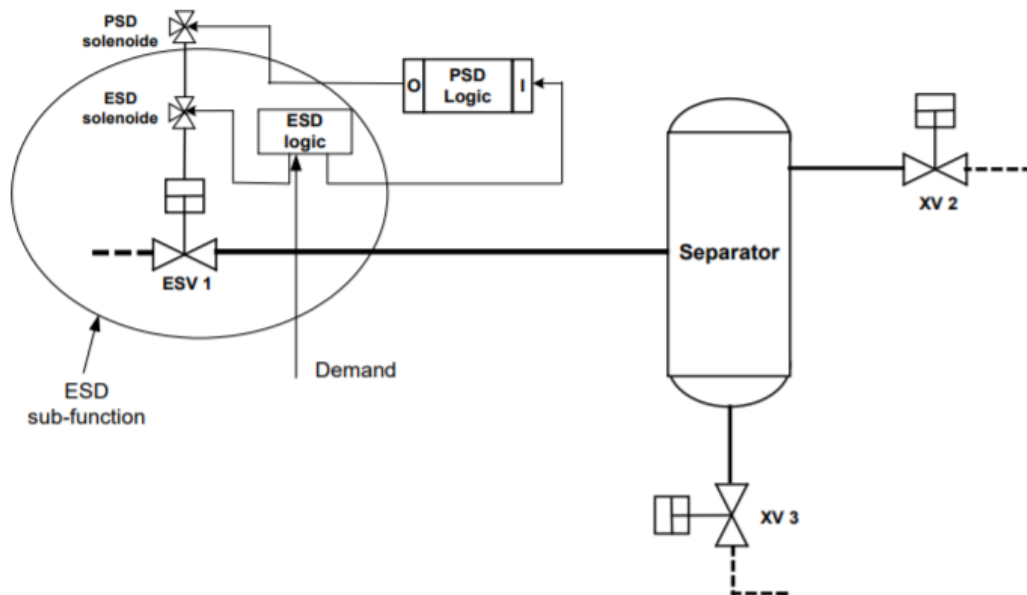 PSD
solenoide
ESD
solenoide
ESD
logic
O
PSD
Logic
I
ESV 1
Separator
XV 2
Demand
ESD
sub-function
XV 3